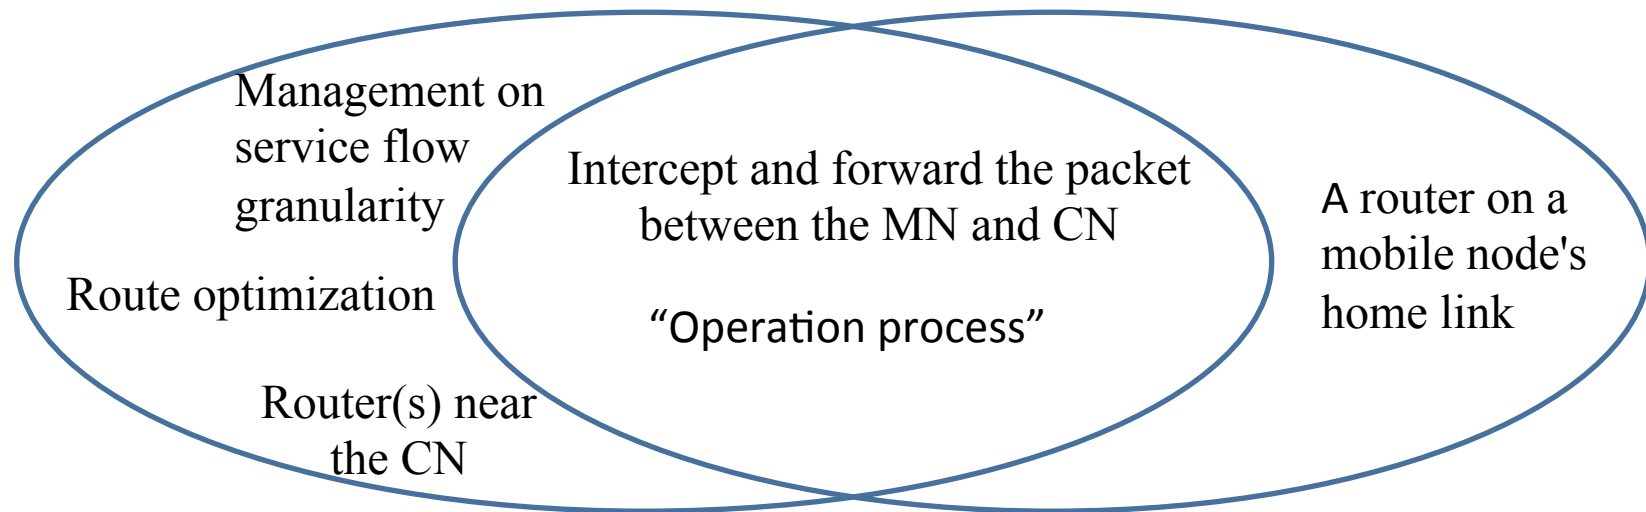 Management on
service flow
granularity
Route optimization
Router(s) near
the CN
Intercept and forward the packet
between the MN and CN
“Operation process”
A router on a
mobile node's
home link